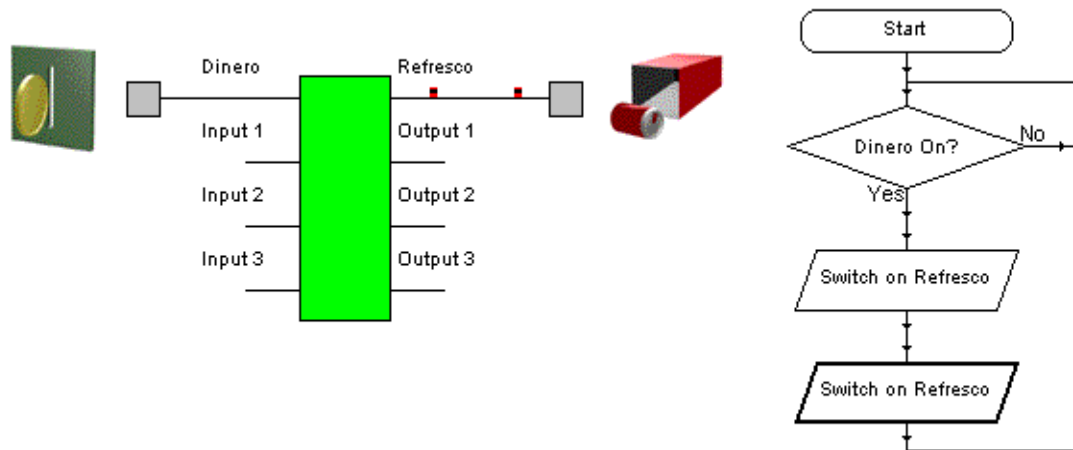 Dinero
Refresco
Input 1
Output 1
Input 2
Output 2
Input 3
Output 3
Start
Dinero On?
No
Yes
Switch on Refresco
Switch on Refresco